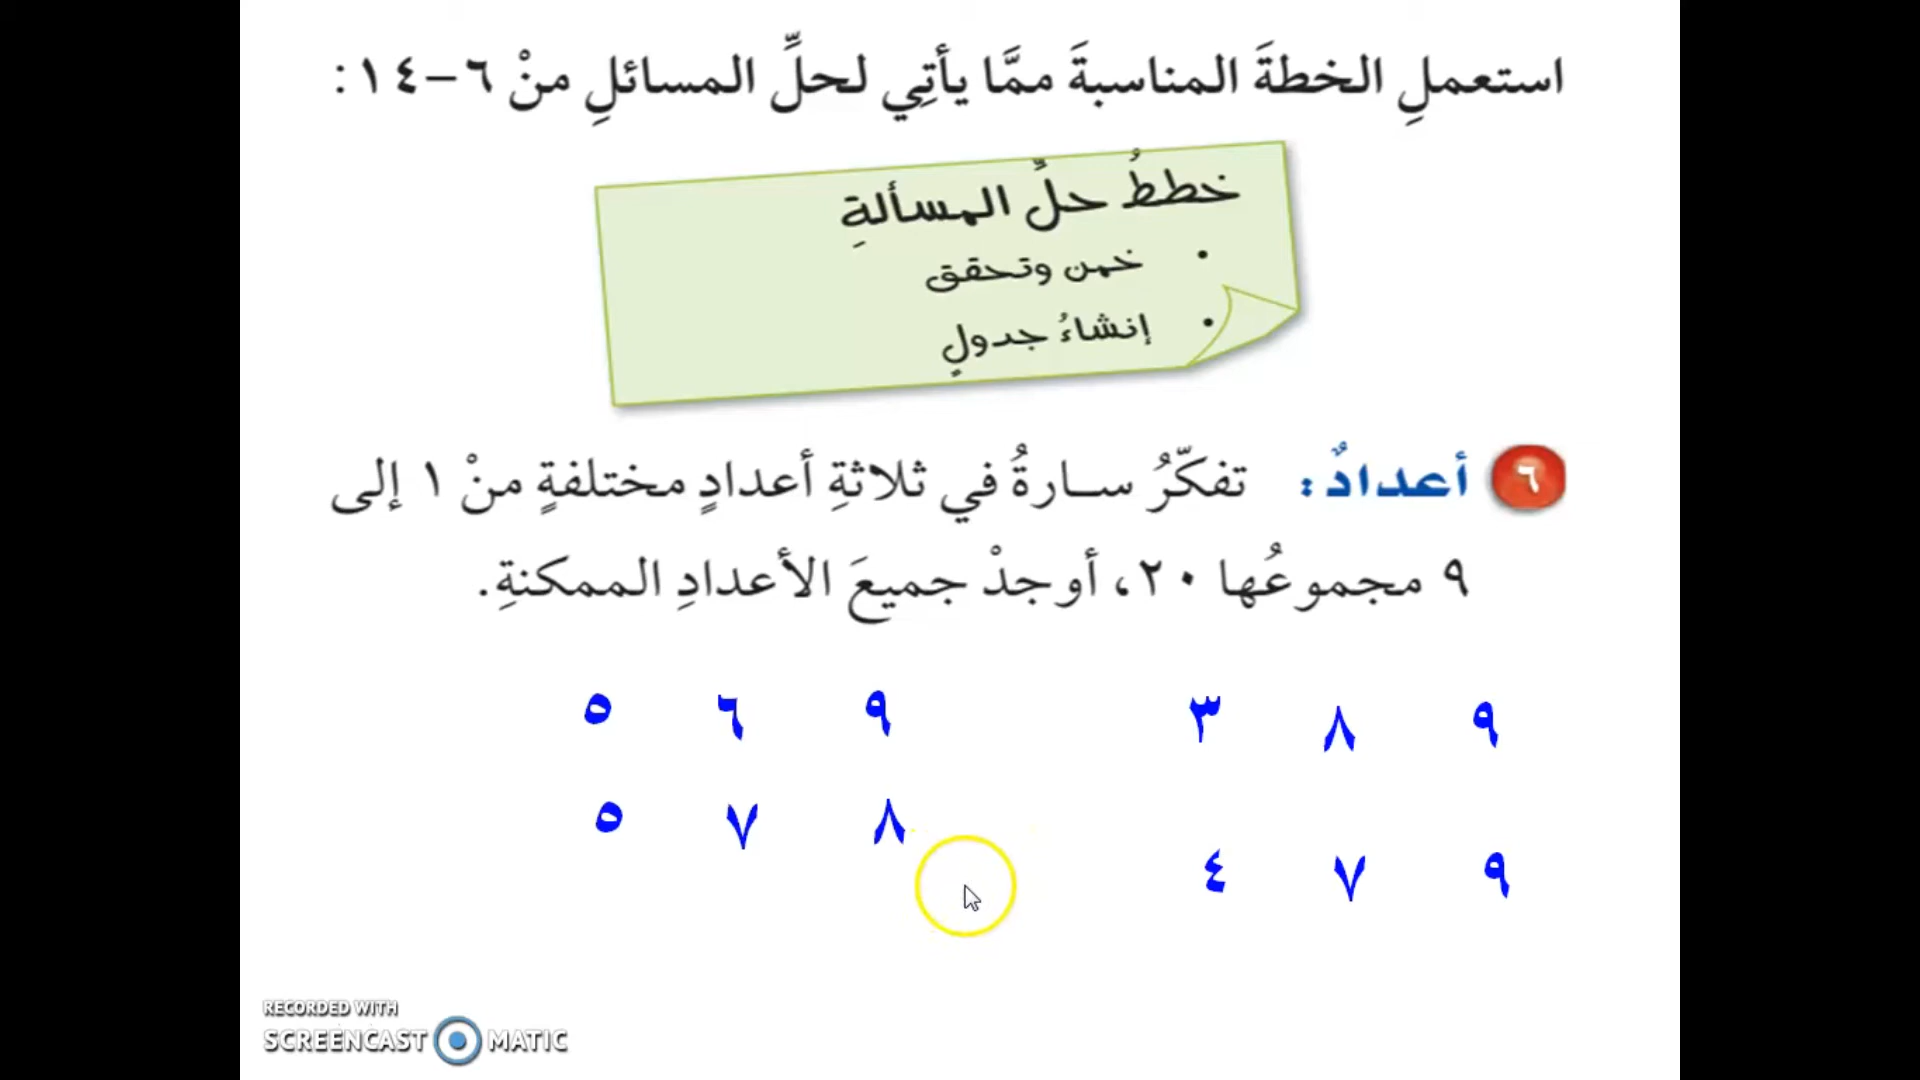 استعملِ الخطةَ المناسبةَ ممَّا يأتِي لحلِّ المسائلِ منْ ٦-١٤:
خططُ حلِّ المسألةِ
• خمن وتحقق
• إنشاءُ جدولٍ
٦ أعدادٌ: تفكّرُ سارةُ في ثلاثةِ أعدادٍ مختلفةٍ منْ ١ إلى
٩ مجموعُها ٢٠، أوجدْ جميعَ الأعدادِ الممكنةِ.
٩ ٨ ٣ ٩ ٦ ٥
٨ ٧ ٥
٩ ٧ ٤
RECORDED WITH
SCREENCAST MATIC